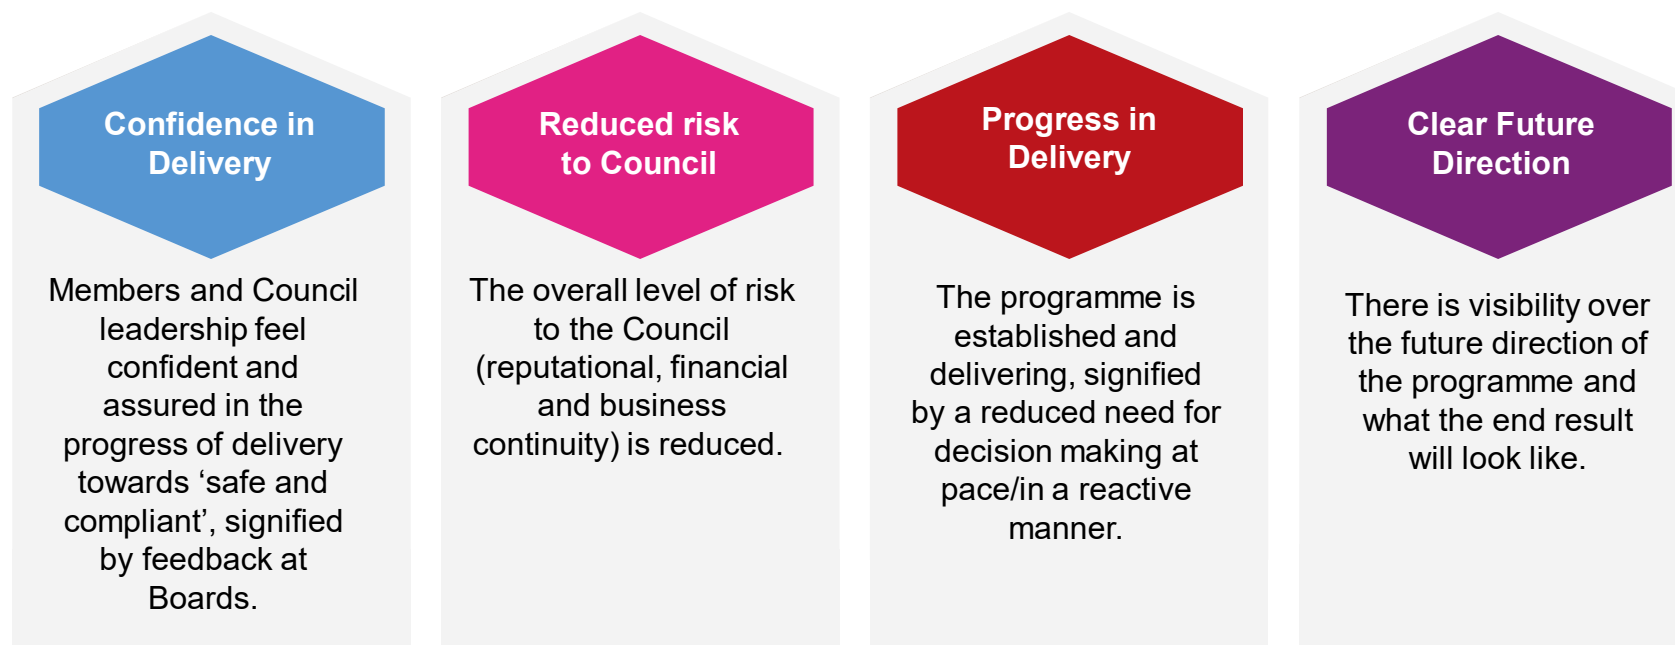 Confidence in
Delivery
Members and Council
leadership feel
confident and
assured in the
progress of delivery
towards ‘safe and
compliant’, signified
by feedback at
Boards.
Reduced risk
to Council
The overall level of risk
to the Council
(reputational, financial
and business
continuity) is reduced.
Progress in
Delivery
The programme is
established and
delivering, signified
by a reduced need for
decision making at
pace/in a reactive
manner.
Clear Future
Direction
There is visibility over
the future direction of
the programme and
what the end result
will look like.